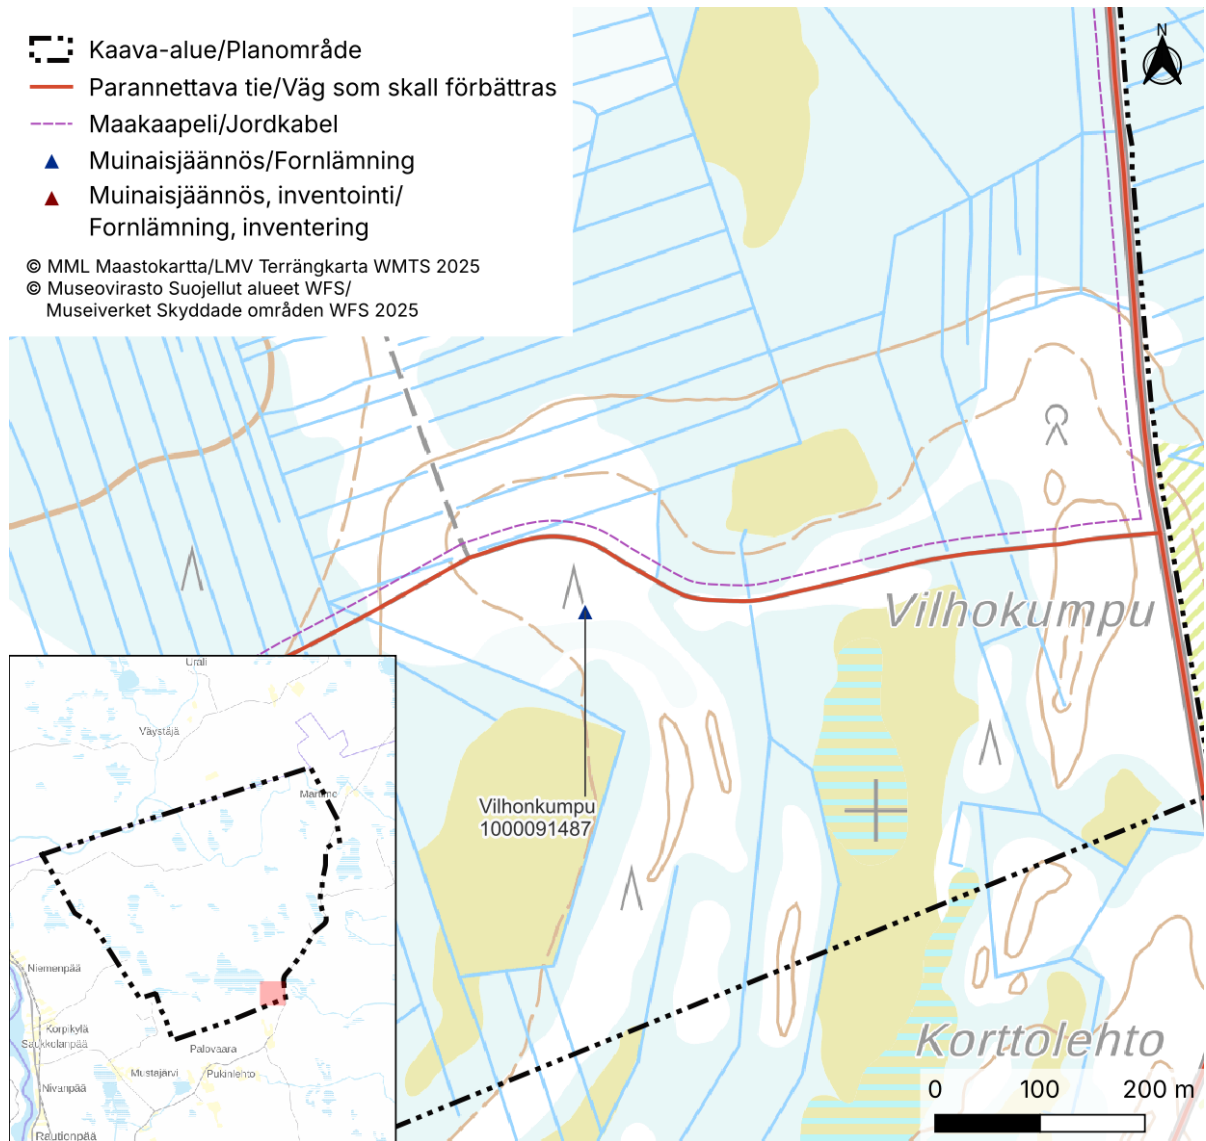 Kaava-alue/Planområde
Parannettava tie/Väg som skall förbättras
Maakaapeli/Jordkabel
Muinaisjäännös/Fornlämning
Muinaisjäännös, inventointi/
Fornlämning, inventering
© MML Maastokartta/LMV Terrängkarta WMTS 2025
© Museovirasto Suojellut alueet WFS/
Museiverket Skyddade områden WFS 2025
N
Vilhokumpu
Vilhonkumpu
1000091487
Korttolehto
0 100 200 m
Urali
Väystäjä
Martimo
Niemenpää
Korpikylä
Saukkolanpää
Palovaara
Mustajärvi
Pukinlehto
Nivanpää
Rautionpää